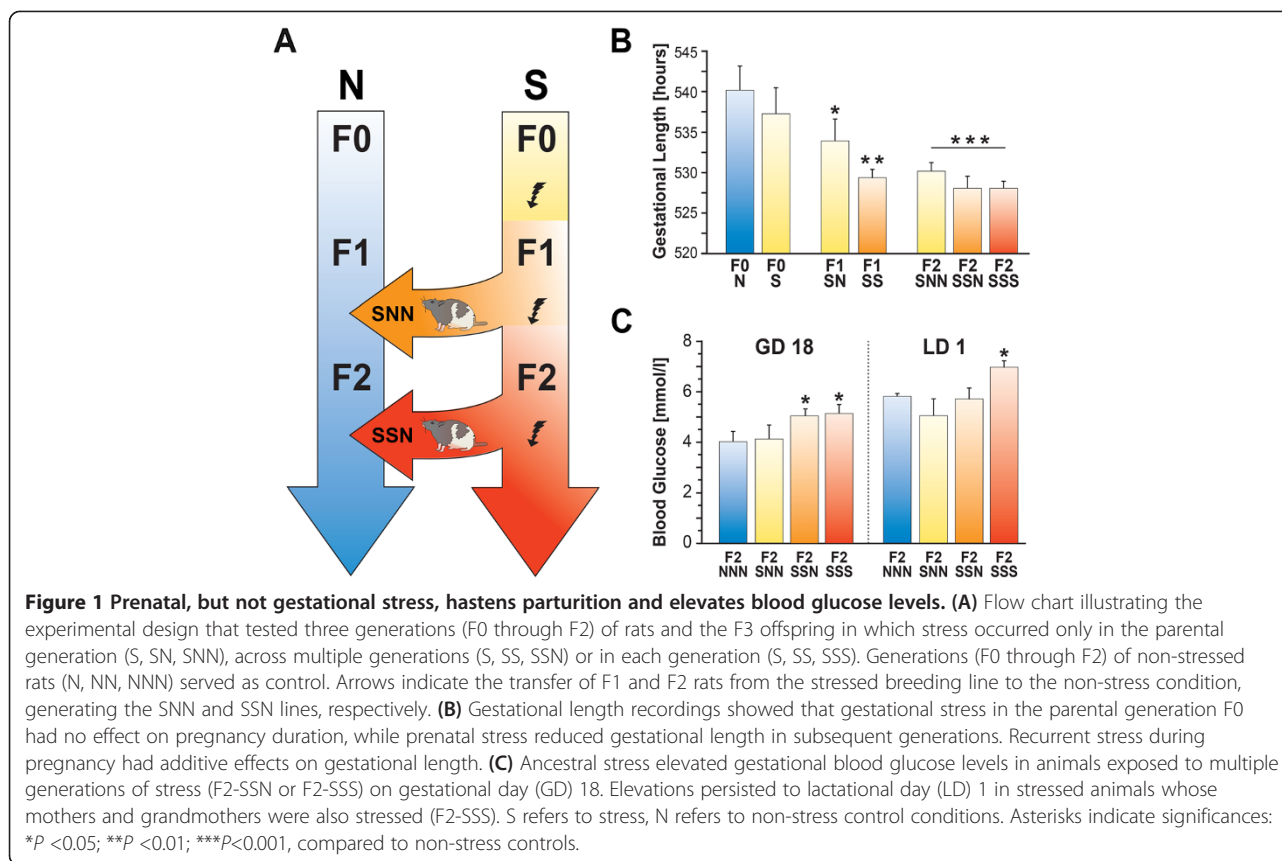 A
N
S
F0
F0
F1
F1
SNN
F2
F2
SSN
B
Gestational Length [hours]
545
540
535
530
525
520
*
**
***
F0 F0 F1 F1 F2 F2 F2
N S SN SS SNN SSN SSS
C
Blood Glucose [mmol/l]
8
6
4
2
0
GD 18
LD 1
*
*
*
F2 F2 F2 F2 F2 F2 F2 F2
NNN SNN SSN SSS NNN SNN SSN SSS
Figure 1 Prenatal, but not gestational stress, hastens parturition and elevates blood glucose levels. (A) Flow chart illustrating the
experimental design that tested three generations (F0 through F2) of rats and the F3 offspring in which stress occurred only in the parental
generation (S, SN, SNN), across multiple generations (S, SS, SSN) or in each generation (S, SS, SSS). Generations (F0 through F2) of non-stressed
rats (N, NN, NNN) served as control. Arrows indicate the transfer of F1 and F2 rats from the stressed breeding line to the non-stress condition,
generating the SNN and SSN lines, respectively. (B) Gestational length recordings showed that gestational stress in the parental generation F0
had no effect on pregnancy duration, while prenatal stress reduced gestational length in subsequent generations. Recurrent stress during
pregnancy had additive effects on gestational length. (C) Ancestral stress elevated gestational blood glucose levels in animals exposed to multiple
generations of stress (F2-SSN or F2-SSS) on gestational day (GD) 18. Elevations persisted to lactational day (LD) 1 in stressed animals whose
mothers and grandmothers were also stressed (F2-SSS). S refers to stress, N refers to non-stress control conditions. Asterisks indicate significances:
*P <0.05; **P <0.01; ***P<0.001, compared to non-stress controls.